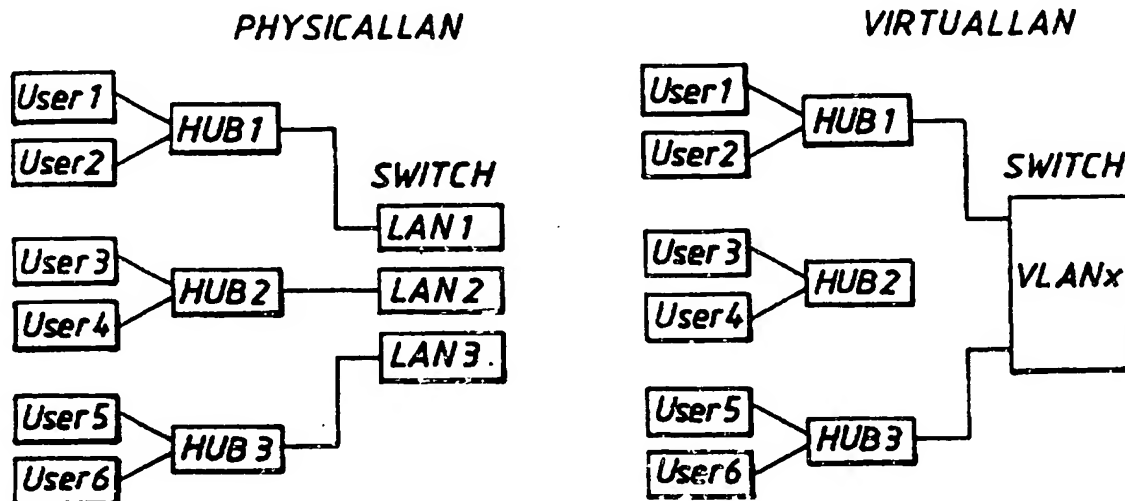 PHYSICALLAN
User1
User2
HUB1
SWITCH
LAN1
User3
User4
HUB2
LAN2
LAN3
User5
User6
HUB3
VIRTUALLAN
User1
User2
HUB1
SWITCH
User3
User4
HUB2
VLANx
User5
User6
HUB3